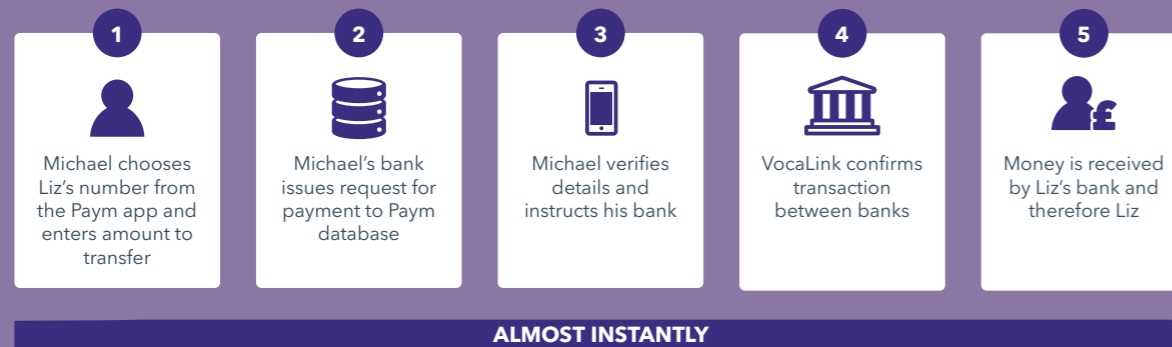 1
Michael chooses
Liz's number from
the Paym app and
enters amount to
transfer
2
Michael's bank
issues request for
payment to Paym
database
3
Michael verifies
details and
instructs his bank
4
VocaLink confirms
transaction
between banks
5
£
Money is received
by Liz's bank and
therefore Liz
ALMOST INSTANTLY